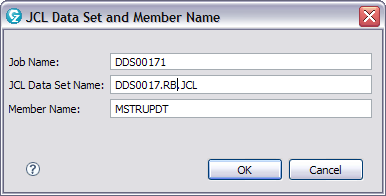 JCL Data Set and Member Name
Job Name: DDS00171
JCL Data Set Name: DDS0017.RB.JCL
Member Name: MSTRUPDT
? OK Cancel